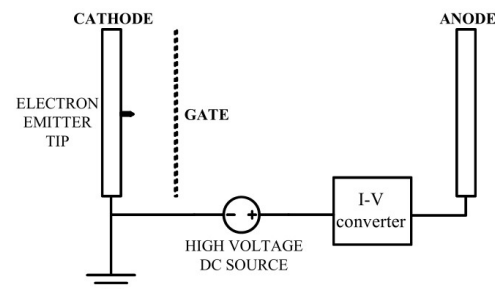 CATHODE
ANODE
ELECTRON
EMITTER
TIP
GATE
- +
I-V
converter
HIGH VOLTAGE
DC SOURCE